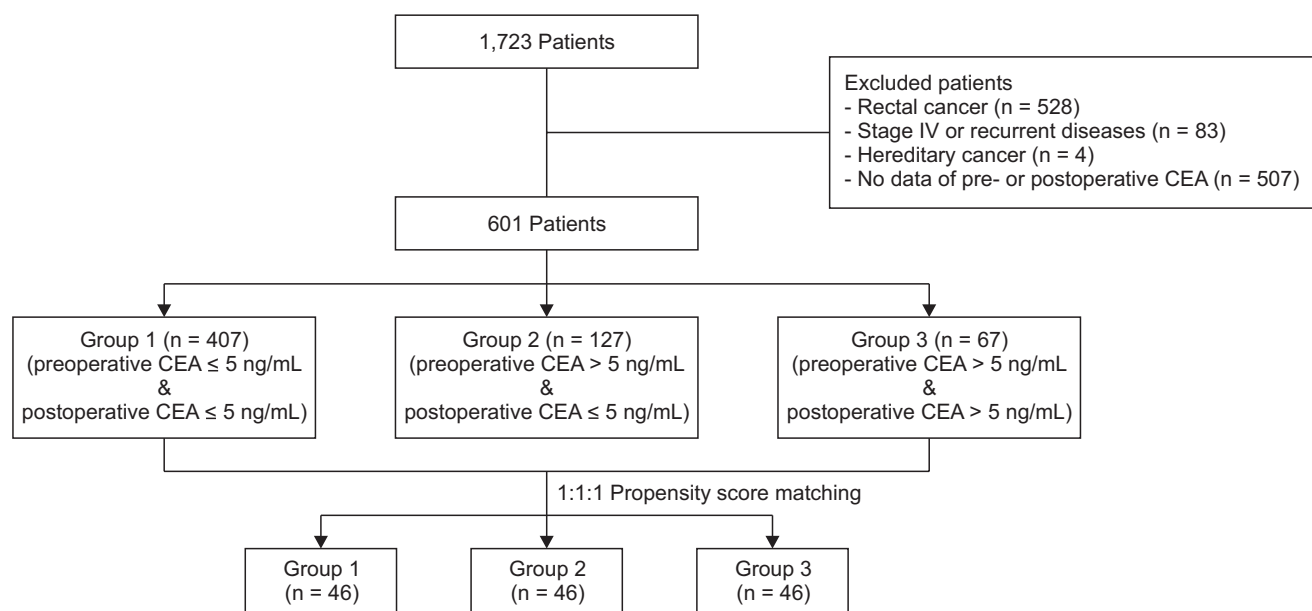 1,723 Patients
Excluded patients
- Rectal cancer (n = 528)
- Stage IV or recurrent diseases (n = 83)
- Hereditary cancer (n = 4)
- No data of pre- or postoperative CEA (n = 507)
601 Patients
Group 1 (n = 407)
(preoperative CEA ≤ 5 ng/mL
&
postoperative CEA ≤ 5 ng/mL)
Group 2 (n = 127)
(preoperative CEA > 5 ng/mL
&
postoperative CEA ≤ 5 ng/mL)
Group 3 (n = 67)
(preoperative CEA > 5 ng/mL
&
postoperative CEA > 5 ng/mL)
1:1:1 Propensity score matching
Group 1
(n = 46)
Group 2
(n = 46)
Group 3
(n = 46)